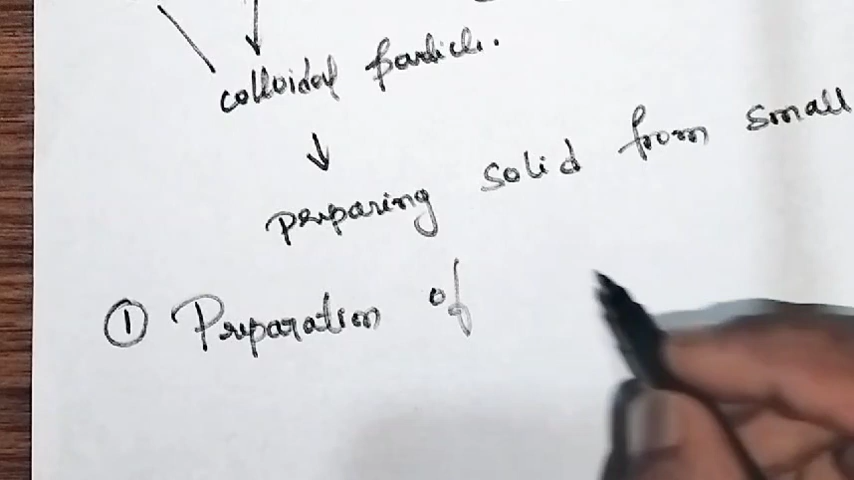 colloidal particle.
preparing solid from small
① Preparation of